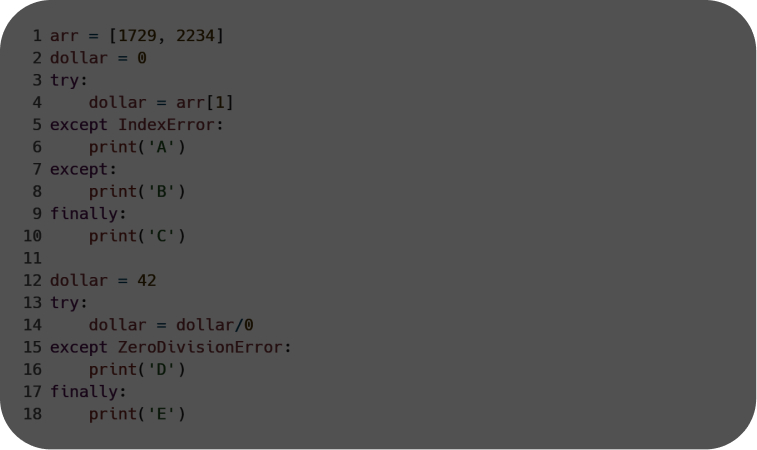 1 arr = [1729, 2234]
2 dollar = 0
3 try:
4     dollar = arr[1]
5 except IndexError:
6     print('A')
7 except:
8     print('B')
9 finally:
10     print('C')
11
12 dollar = 42
13 try:
14     dollar = dollar/0
15 except ZeroDivisionError:
16     print('D')
17 finally:
18     print('E')